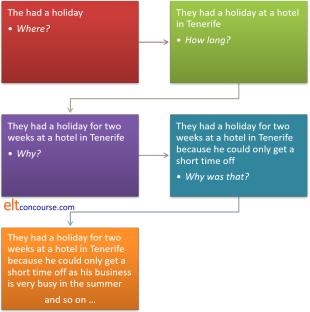 The had a holiday
• Where?
They had a holiday at a hotel
in Tenerife
• How long?
They had a holiday for two
weeks at a hotel in Tenerife
• Why?
They had a holiday for two
weeks at a hotel in Tenerife
because he could only get a
short time off
• Why was that?
eltconcourse.com
They had a holiday for two
weeks at a hotel in Tenerife
because he could only get a
short time off as his business
is very busy in the summer
and so on ...